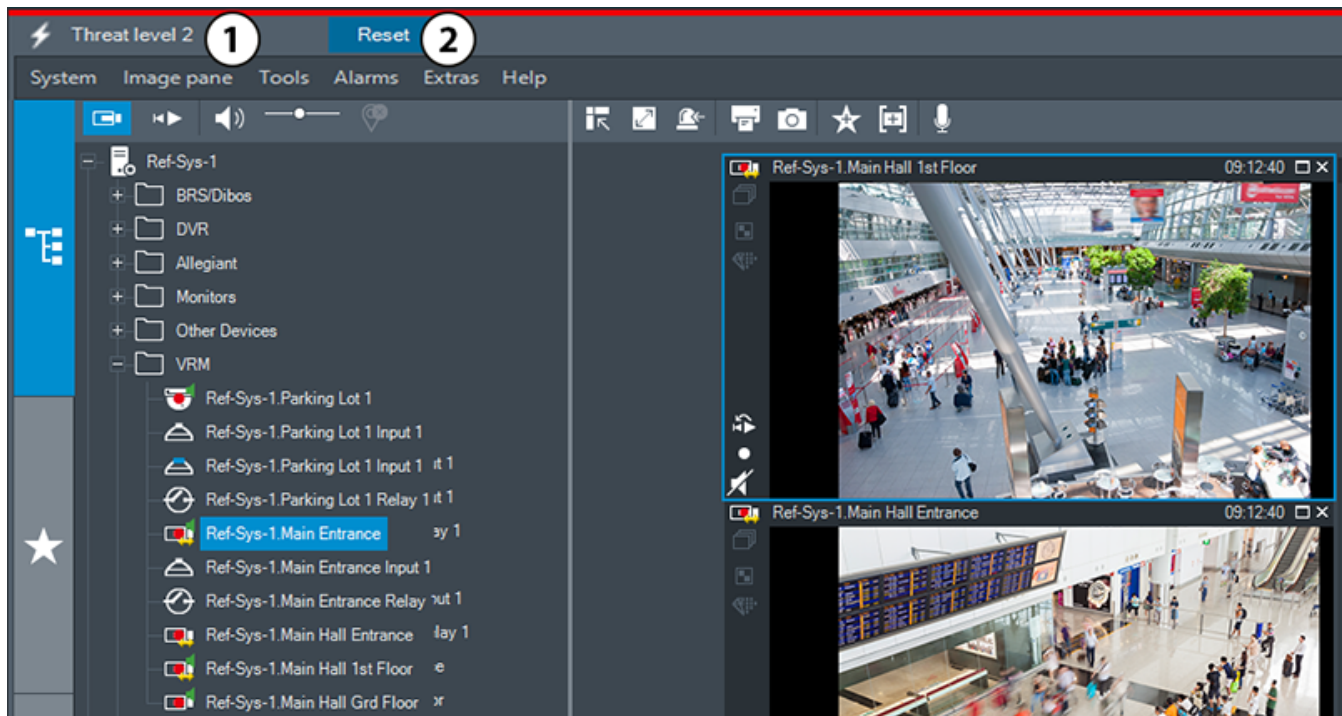 Threat level 2 1 Reset 2
System Image pane Tools Alarms Extras Help
Ref-Sys-1
BRS/Dibos
DVR
Allegiant
Monitors
Other Devices
VRM
Ref-Sys-1.Parking Lot 1
Ref-Sys-1.Parking Lot 1 Input 1
Ref-Sys-1.Parking Lot 1 Input 1
Ref-Sys-1.Parking Lot 1 Relay 1
Ref-Sys-1.Main Entrance
Ref-Sys-1.Main Entrance Input 1
Ref-Sys-1.Main Entrance Relay
Ref-Sys-1.Main Hall Entrance
Ref-Sys-1.Main Hall 1st Floor
Ref-Sys-1.Main Hall Grd Floor
Ref-Sys-1.Main Hall 1st Floor 09:12:40
Ref-Sys-1.Main Hall Entrance 09:12:40